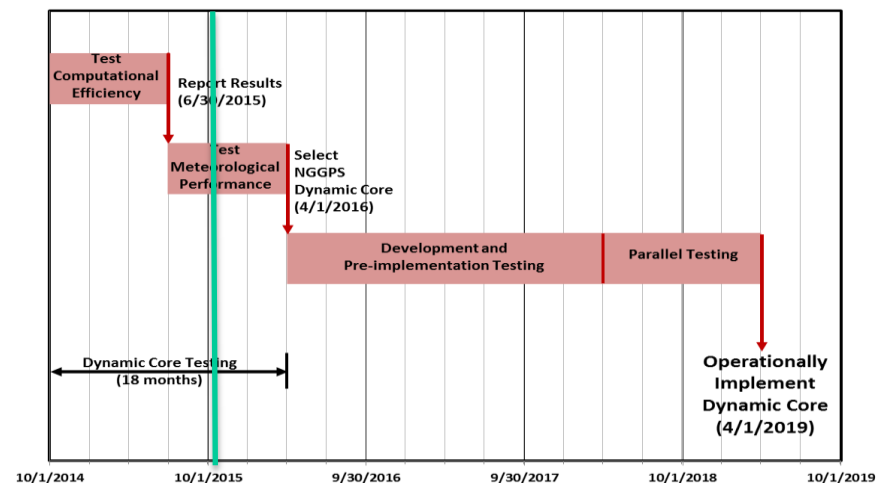 Test
Computational
Efficiency
Report Results
(6/30/2015)
Test
Meteorological
Performance
Select
NGGPS
Dynamic Core
(4/1/2016)
Development and
Pre-implementation Testing
Parallel Testing
Dynamic Core Testing
(18 months)
Operationally
Implement
Dynamic Core
(4/1/2019)
10/1/2014 10/1/2015 9/30/2016 9/30/2017 10/1/2018 10/1/2019